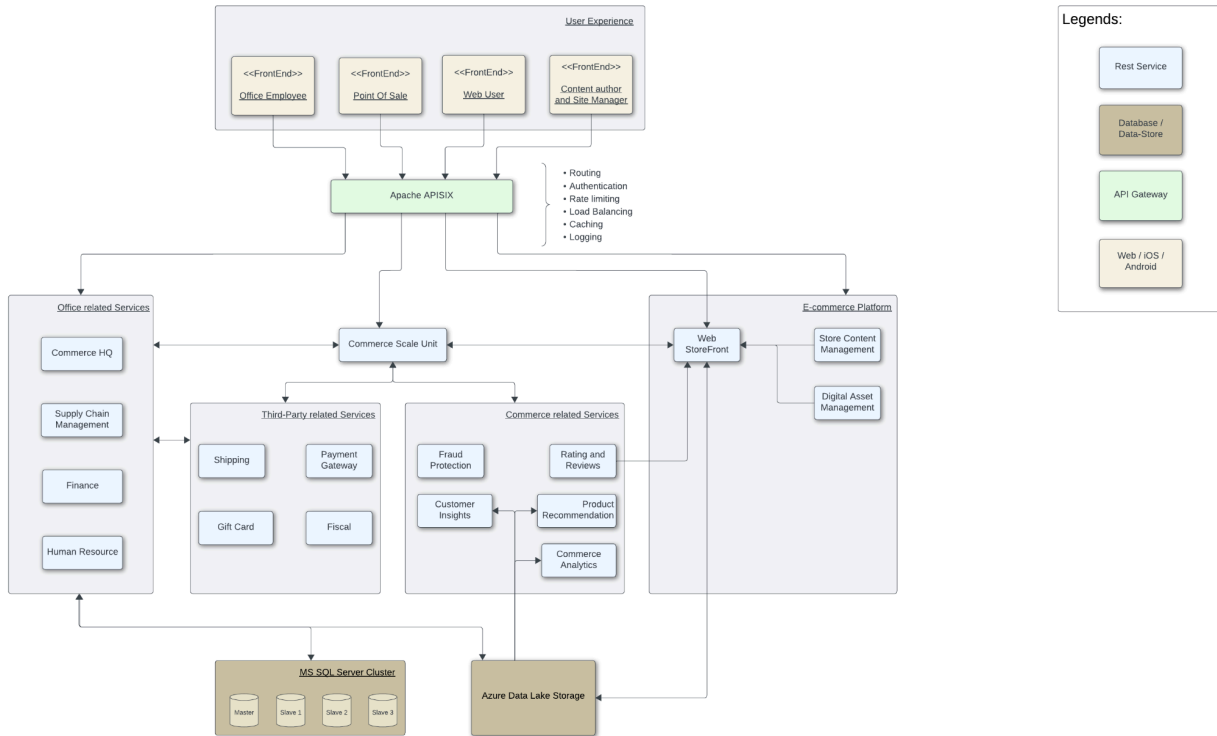 User Experience
Legends:
<<FrontEnd>>
Office Employee
<<FrontEnd>>
Point Of Sale
<<FrontEnd>>
Web User
<<FrontEnd>>
Content author
and Site Manager
Rest Service
Database /
Data-Store
API Gateway
Web / iOS /
Android
Apache APISIX
• Routing
• Authentication
• Rate limiting
• Load Balancing
• Caching
• Logging
Office related Services
Commerce HQ
Supply Chain
Management
Finance
Human Resource
Commerce Scale Unit
E-commerce Platform
Web
StoreFront
Store Content
Management
Digital Asset
Management
Third-Party related Services
Shipping
Payment
Gateway
Gift Card
Fiscal
Commerce related Services
Fraud
Protection
Rating and
Reviews
Customer
Insights
Product
Recommendation
Commerce
Analytics
MS SQL Server Cluster
Master
Slave 1
Slave 2
Slave 3
Azure Data Lake Storage